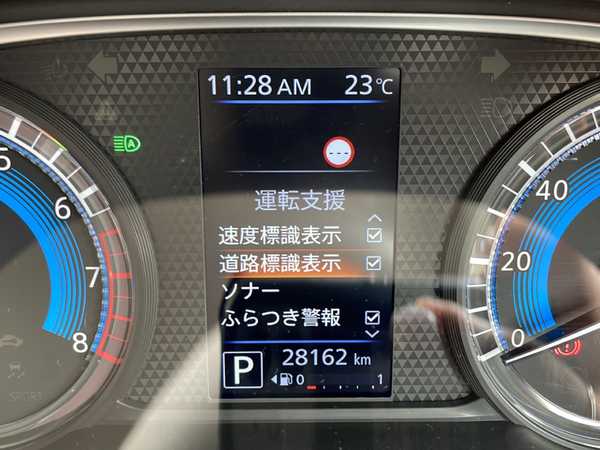 11:28 AM 23℃
---
運転支援
速度標識表示
道路標識表示
ソナー
ふらつき警報
P 28162 km
0 1
A
5
6
7
8
40
20
0
SPORT